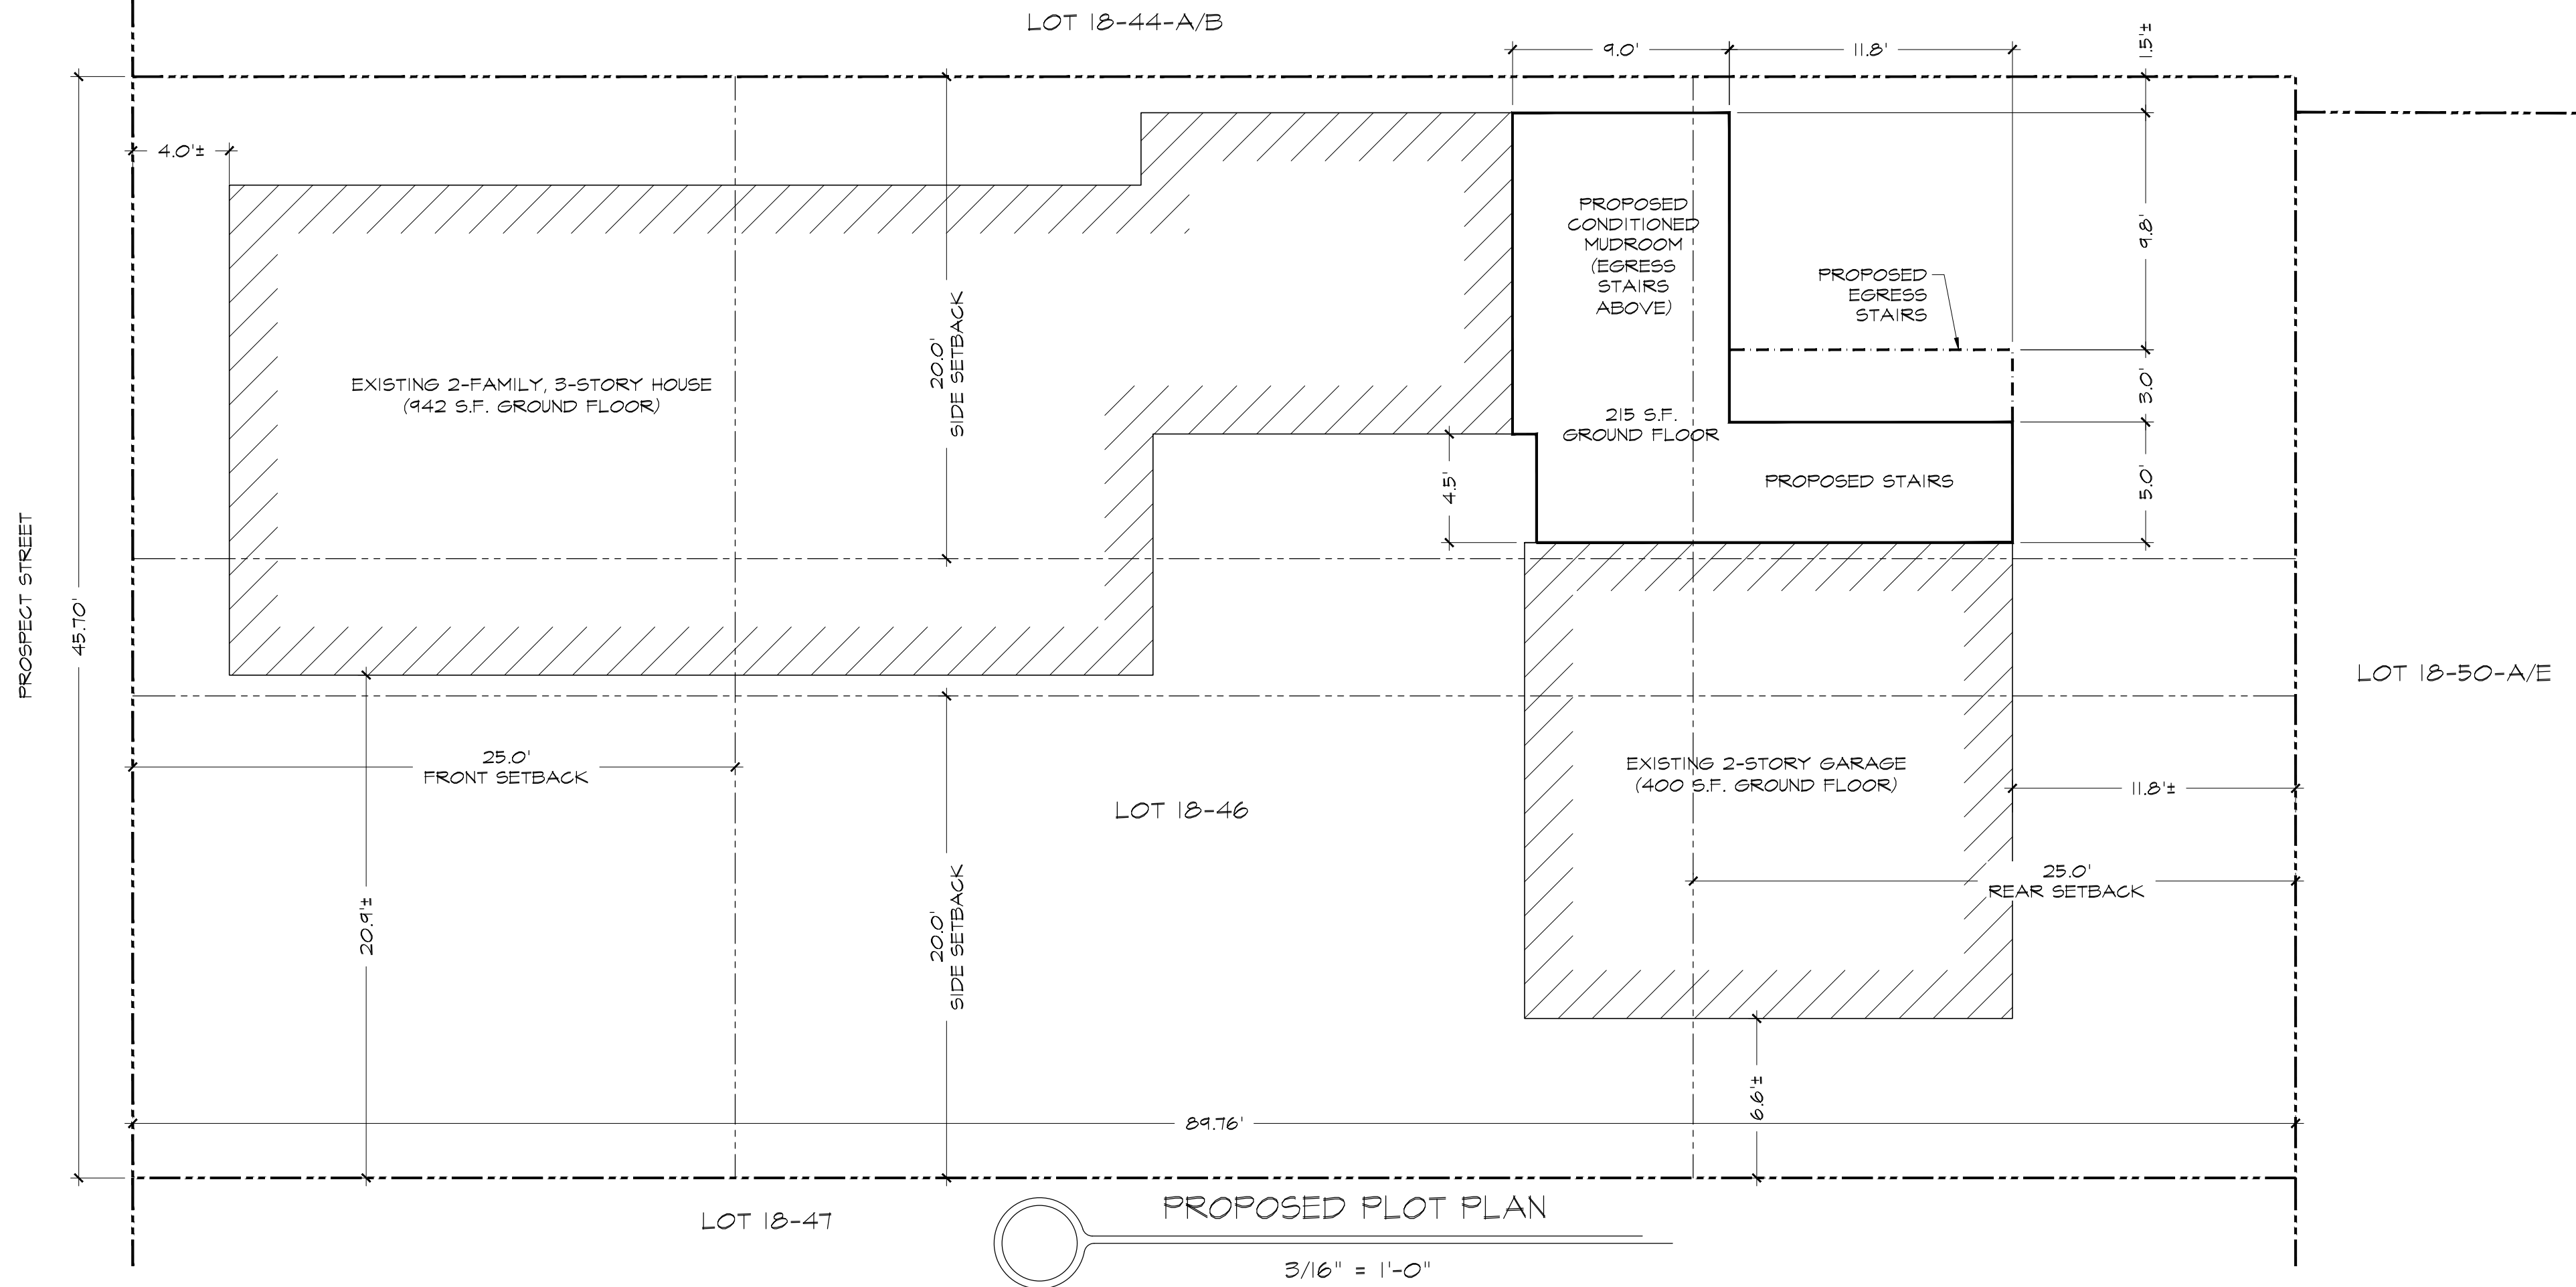 LOT 18-44-A/B
9.0'
11.8'
1.5'±
4.0'±
PROPOSED
CONDITIONED
MUDROOM
(EGRESS
STAIRS
ABOVE)
9.8'
PROPOSED
EGRESS
STAIRS
20.0'
SIDE SETBACK
EXISTING 2-FAMILY, 3-STORY HOUSE
(942 S.F. GROUND FLOOR)
3.0'
215 S.F.
GROUND FLOOR
4.5'
PROPOSED STAIRS
5.0'
PROSPECT STREET
45.70'
LOT 18-50-A/E
25.0'
FRONT SETBACK
EXISTING 2-STORY GARAGE
(400 S.F. GROUND FLOOR)
11.8'±
LOT 18-46
25.0'
REAR SETBACK
20.9'±
20.0'
SIDE SETBACK
6.6'±
89.76'
LOT 18-47
PROPOSED PLOT PLAN
3/16" = 1'-0"